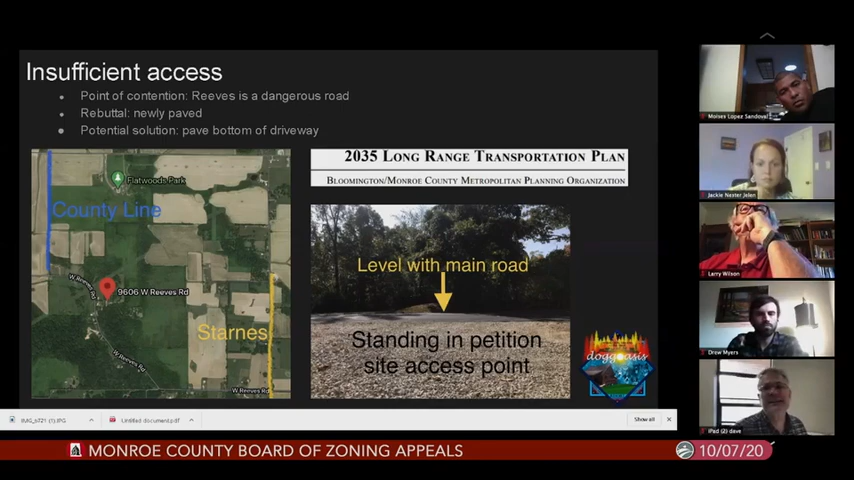 Insufficient access
Point of contention: Reeves is a dangerous road
Rebuttal: newly paved
Potential solution: pave bottom of driveway
Flatwoods Park
County Line
W Reeves Rd
9606 W Reeves Rd
Starnes
W Reeves Rd
W Reeves Rd
2035 LONG RANGE TRANSPORTATION PLAN
BLOOMINGTON/MONROE COUNTY METROPOLITAN PLANNING ORGANIZATION
Level with main road
Standing in petition
site access point
doggoasis
Moises Lopez Sandoval
Jackie Nester Jelen
Larry Wilson
Drew Myers
iPad (2) dave
Untitled document.pdf
Show all
MONROE COUNTY BOARD OF ZONING APPEALS
10/07/20